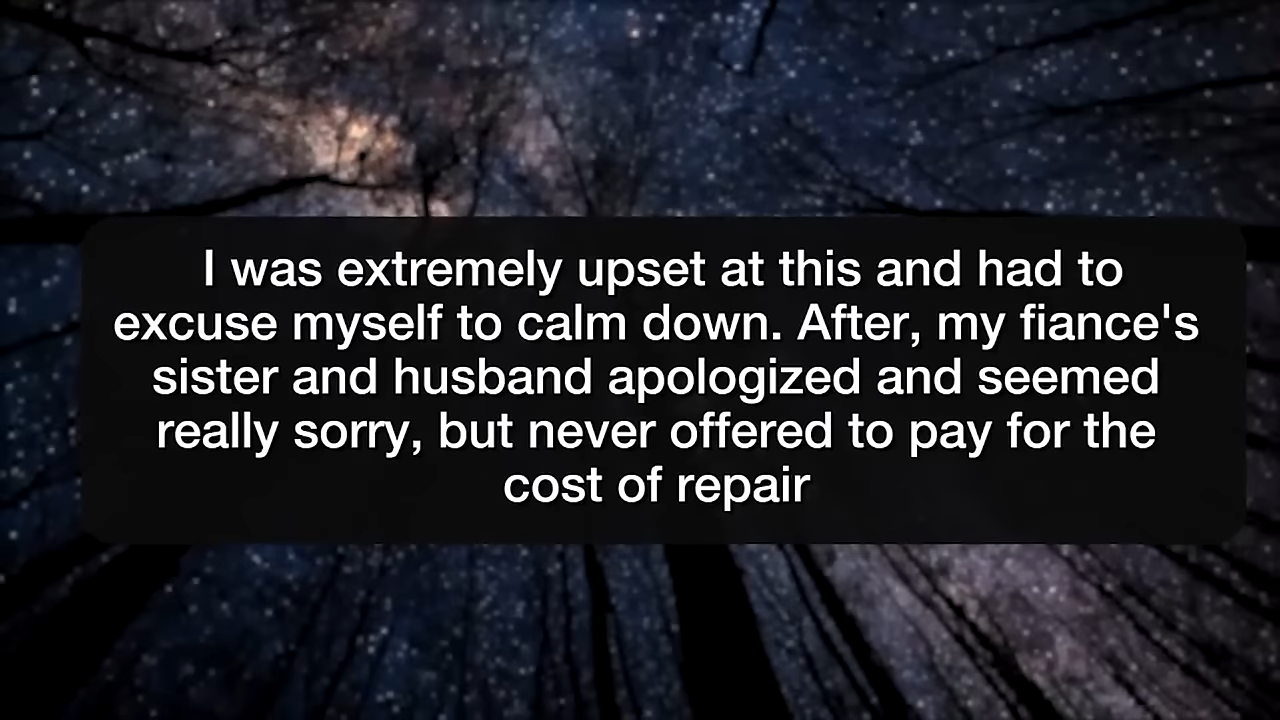 I was extremely upset at this and had to
excuse myself to calm down. After, my fiance's
sister and husband apologized and seemed
really sorry, but never offered to pay for the
cost of repair